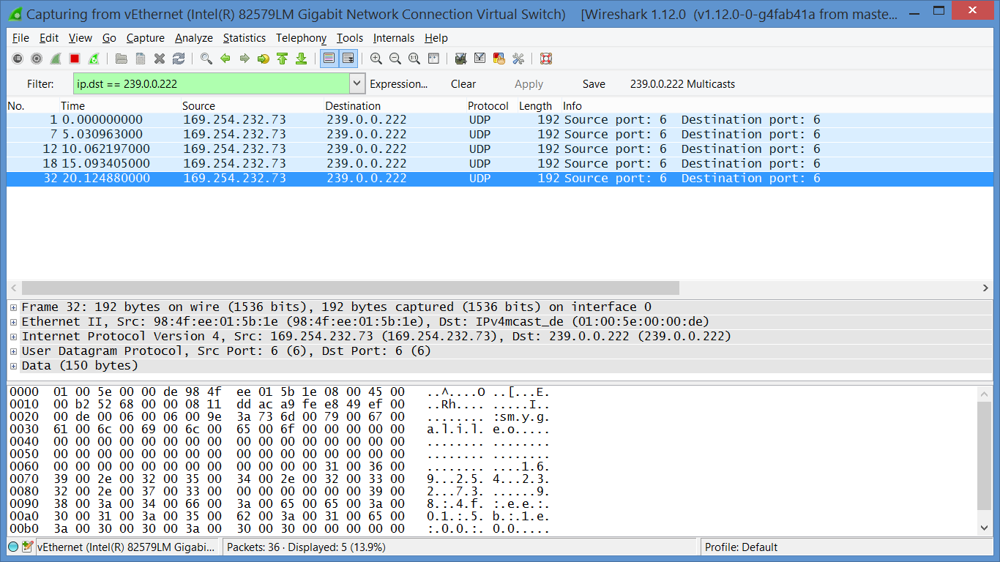 Capturing from vEthernet (Intel(R) 82579LM Gigabit Network Connection Virtual Switch)    [Wireshark 1.12.0  (v1.12.0-0-g4fab41a from maste...
File Edit View Go Capture Analyze Statistics Telephony Tools Internals Help
Filter: ip.dst == 239.0.0.222 Expression... Clear Apply Save 239.0.0.222 Multicasts
No. Time Source Destination Protocol Length Info
1 0.000000000 169.254.232.73 239.0.0.222 UDP 192 Source port: 6  Destination port: 6
7 5.030963000 169.254.232.73 239.0.0.222 UDP 192 Source port: 6  Destination port: 6
12 10.062197000 169.254.232.73 239.0.0.222 UDP 192 Source port: 6  Destination port: 6
18 15.093405000 169.254.232.73 239.0.0.222 UDP 192 Source port: 6  Destination port: 6
32 20.124880000 169.254.232.73 239.0.0.222 UDP 192 Source port: 6  Destination port: 6
Frame 32: 192 bytes on wire (1536 bits), 192 bytes captured (1536 bits) on interface 0
Ethernet II, Src: 98:4f:ee:01:5b:1e (98:4f:ee:01:5b:1e), Dst: IPv4mcast_de (01:00:5e:00:00:de)
Internet Protocol Version 4, Src: 169.254.232.73 (169.254.232.73), Dst: 239.0.0.222 (239.0.0.222)
User Datagram Protocol, Src Port: 6 (6), Dst Port: 6 (6)
Data (150 bytes)
0000  01 00 5e 00 00 de 98 4f  ee 01 5b 1e 08 00 45 00   ..^....O ..[...E.
0010  00 b2 52 68 00 00 08 11  dd ac a9 fe e8 49 ef 00   ..Rh.... .....I..
0020  00 de 00 06 00 06 00 9e  3a 73 6d 00 79 00 67 00   ........ :sm.y.g.
0030  61 00 6c 00 69 00 6c 00  65 00 6f 00 00 00 00 00   a.l.i.l. e.o.....
0040  00 00 00 00 00 00 00 00  00 00 00 00 00 00 00 00   ........ ........
0050  00 00 00 00 00 00 00 00  00 00 00 00 00 00 00 00   ........ ........
0060  00 00 00 00 00 00 00 00  00 00 00 00 31 00 36 00   ........ ....1.6.
0070  39 00 2e 00 32 00 35 00  34 00 2e 00 32 00 33 00   9...2.5. 4...2.3.
0080  32 00 2e 00 37 00 33 00  00 00 00 00 00 00 39 00   2...7.3. ......9.
0090  38 00 3a 00 34 00 66 00  3a 00 65 00 65 00 3a 00   8.:.4.f. :.e.e.:.
00a0  30 00 31 00 3a 00 35 00  62 00 3a 00 31 00 65 00   0.1.:.5. b.:.1.e.
00b0  3a 00 30 00 30 00 3a 00  30 00 30 00 00 00 00 00   :.0.0.:. 0.0.....
vEthernet (Intel(R) 82579LM Gigabi... Packets: 36 · Displayed: 5 (13.9%) Profile: Default